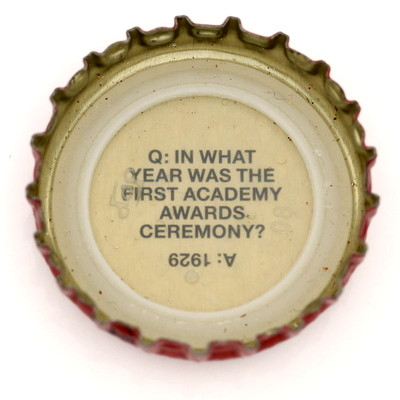 Q: IN WHAT
YEAR WAS THE
FIRST ACADEMY
AWARDS
CEREMONY?
A: 1929